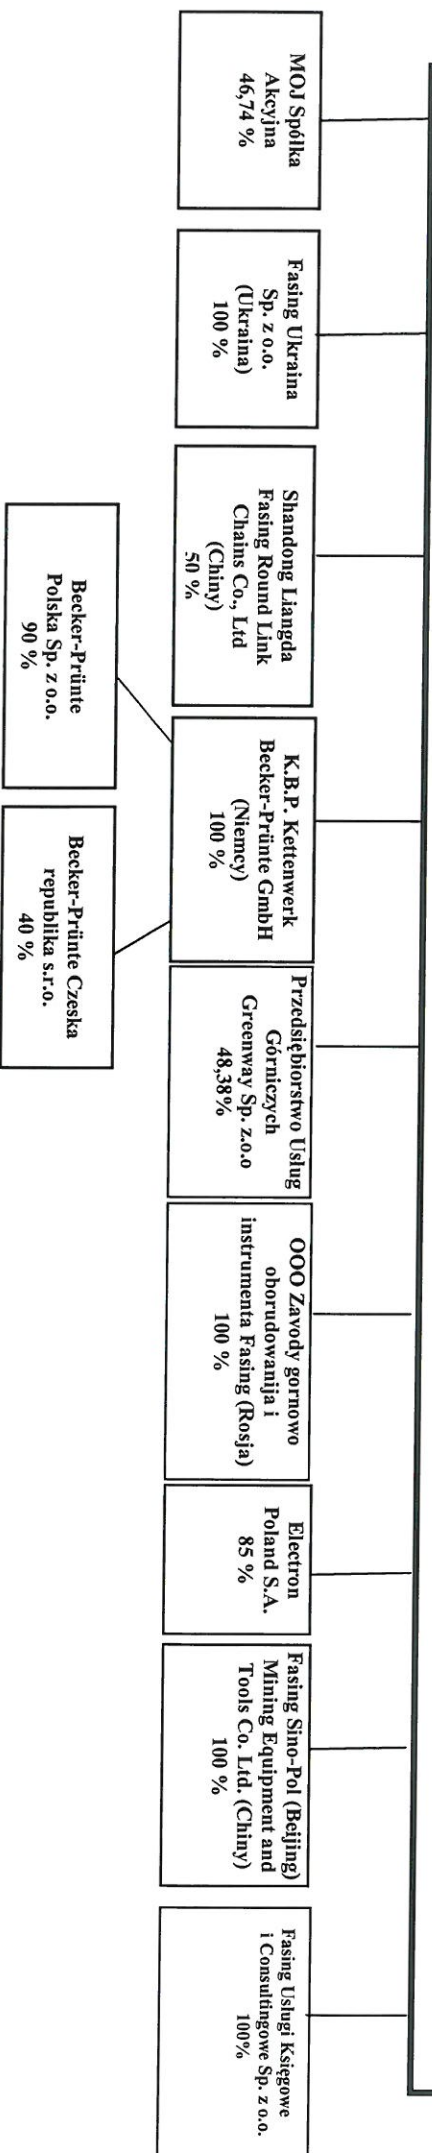 MOJ Spółka
Akcyjna
46,74 %
Fasing Ukraina
Sp. z o.o.
(Ukraina)
100 %
Shandong Liangda
Fasing Round Link
Chains Co., Ltd
(Chiny)
50 %
K.B.P. Kettenwerk
Becker-Prünte GmbH
(Niemcy)
100 %
Przedsiębiorstwo Usług
Górniczych
Greenway Sp. z.o.o
48,38%
OOO Zavody gornowo
oborudowanija i
instrumenta Fasing (Rosja)
100 %
Electron
Poland S.A.
85 %
Fasing Sino-Pol (Beijing)
Mining Equipment and
Tools Co. Ltd. (Chiny)
100 %
Fasing Usługi Księgowe
i Consultingowe Sp. z o.o.
100%
Becker-Prünte
Polska Sp. z o.o.
90 %
Becker-Prünte Czeska
republika s.r.o.
40 %